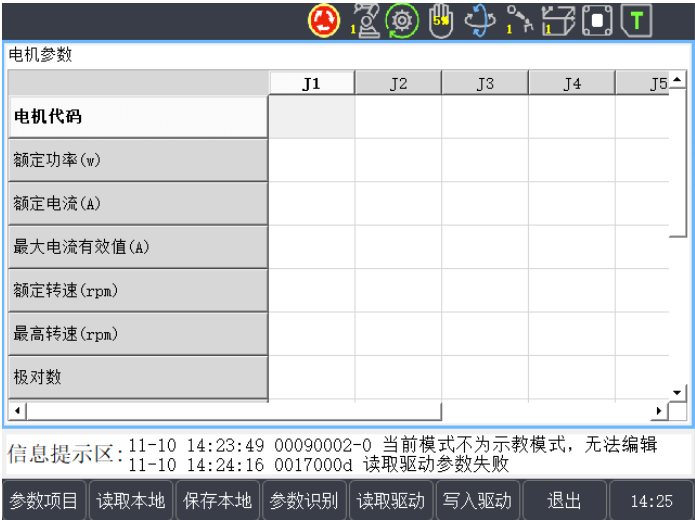 1 5% 1 1 T
电机参数
J1 J2 J3 J4 J5
电机代码
额定功率(w)
额定电流(A)
最大电流有效值(A)
额定转速(rpm)
最高转速(rpm)
极对数
信息提示区: 11-10 14:23:49 00090002-0 当前模式不为示教模式, 无法编辑
11-10 14:24:16 0017000d 读取驱动参数失败
参数项目 读取本地 保存本地 参数识别 读取驱动 写入驱动 退出 14:25